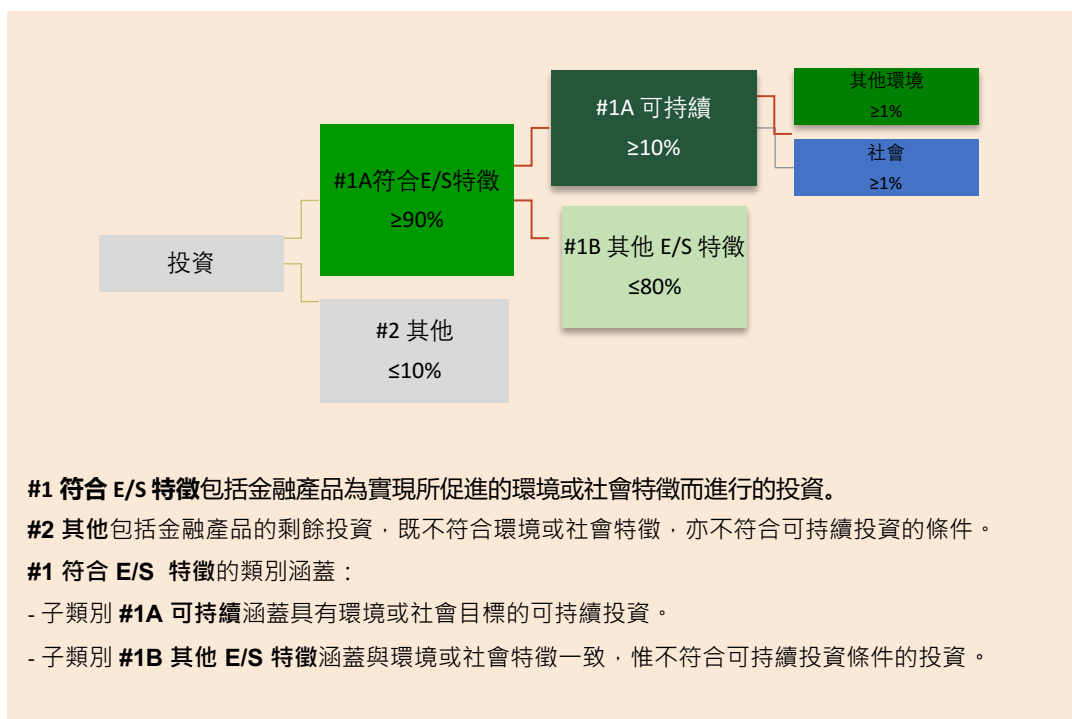 其他環境
≥1%
#1A 可持續
≥10%
社會
≥1%
#1A符合E/S特徵
≥90%
#1B 其他 E/S 特徵
≤80%
投資
#2 其他
≤10%
#1 符合 E/S 特徵包括金融產品為實現所促進的環境或社會特徵而進行的投資。
#2 其他包括金融產品的剩餘投資，既不符合環境或社會特徵，亦不符合可持續投資的條件。
#1 符合 E/S 特徵的類別涵蓋：
- 子類別 #1A 可持續涵蓋具有環境或社會目標的可持續投資。
- 子類別 #1B 其他 E/S 特徵涵蓋與環境或社會特徵一致，惟不符合可持續投資條件的投資。